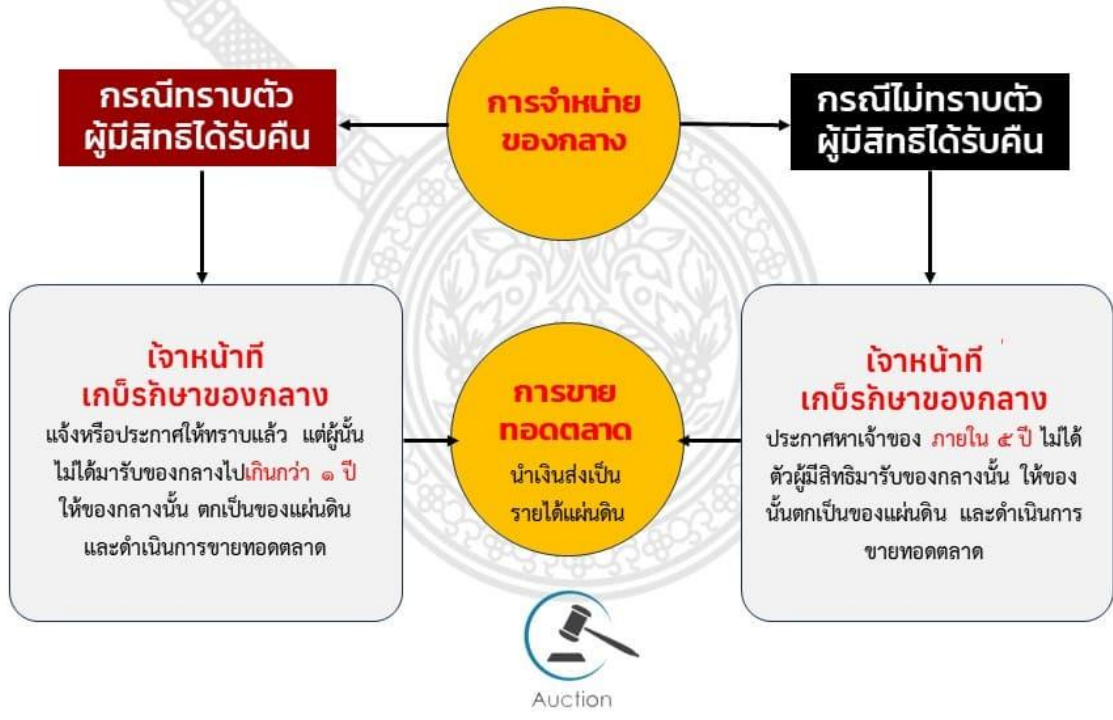 การจำหน่าย
ของกลาง
กรณีทราบตัว
ผู้มีสิทธิได้รับคืน
กรณีไม่ทราบตัว
ผู้มีสิทธิได้รับคืน
เจ้าหน้าที
เกบ็รกัษาของกลาง
แจ้งหรือประกาศให้ทราบแล้ว แต่ผู้นั้น
ไม่ได้มารับของกลางไปเกินกว่า ๑ ปี
ให้ของกลางนั้น ตกเป็นของแผ่นดิน
และดำเนินการขายทอดตลาด
การขาย
ทอดตลาด
นำเงินส่งเป็น
รายได้แผ่นดิน
เจ้าหน้าที่
เกบ็รกัษาของกลาง
ประกาศหาเจ้าของ ภายใน ๕ ปี ไม่ได้
ตัวผู้มีสิทธิมารับของกลางนั้น ให้ของ
นั้นตกเป็นของแผ่นดิน และดำเนินการ
ขายทอดตลาด
Auction